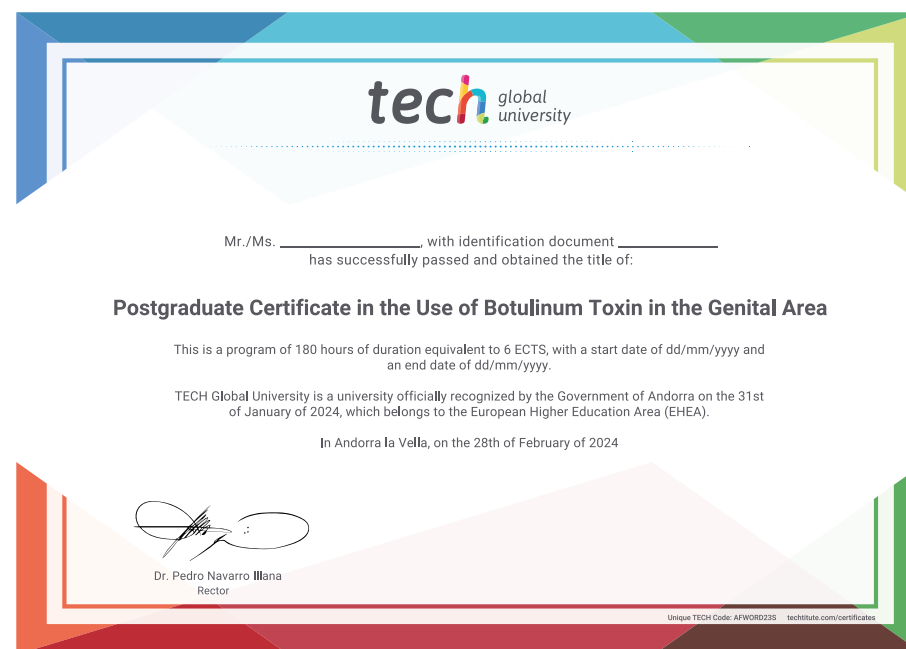 tech global
university
Mr./Ms. ____________________, with identification document ______________
has successfully passed and obtained the title of:
Postgraduate Certificate in the Use of Botulinum Toxin in the Genital Area
This is a program of 180 hours of duration equivalent to 6 ECTS, with a start date of dd/mm/yyyy and
an end date of dd/mm/yyyy.
TECH Global University is a university officially recognized by the Government of Andorra on the 31st
of January of 2024, which belongs to the European Higher Education Area (EHEA).
In Andorra la Vella, on the 28th of February of 2024
Dr. Pedro Navarro Illana
Rector
Unique TECH Code: AFWORD23S techtitute.com/certificates